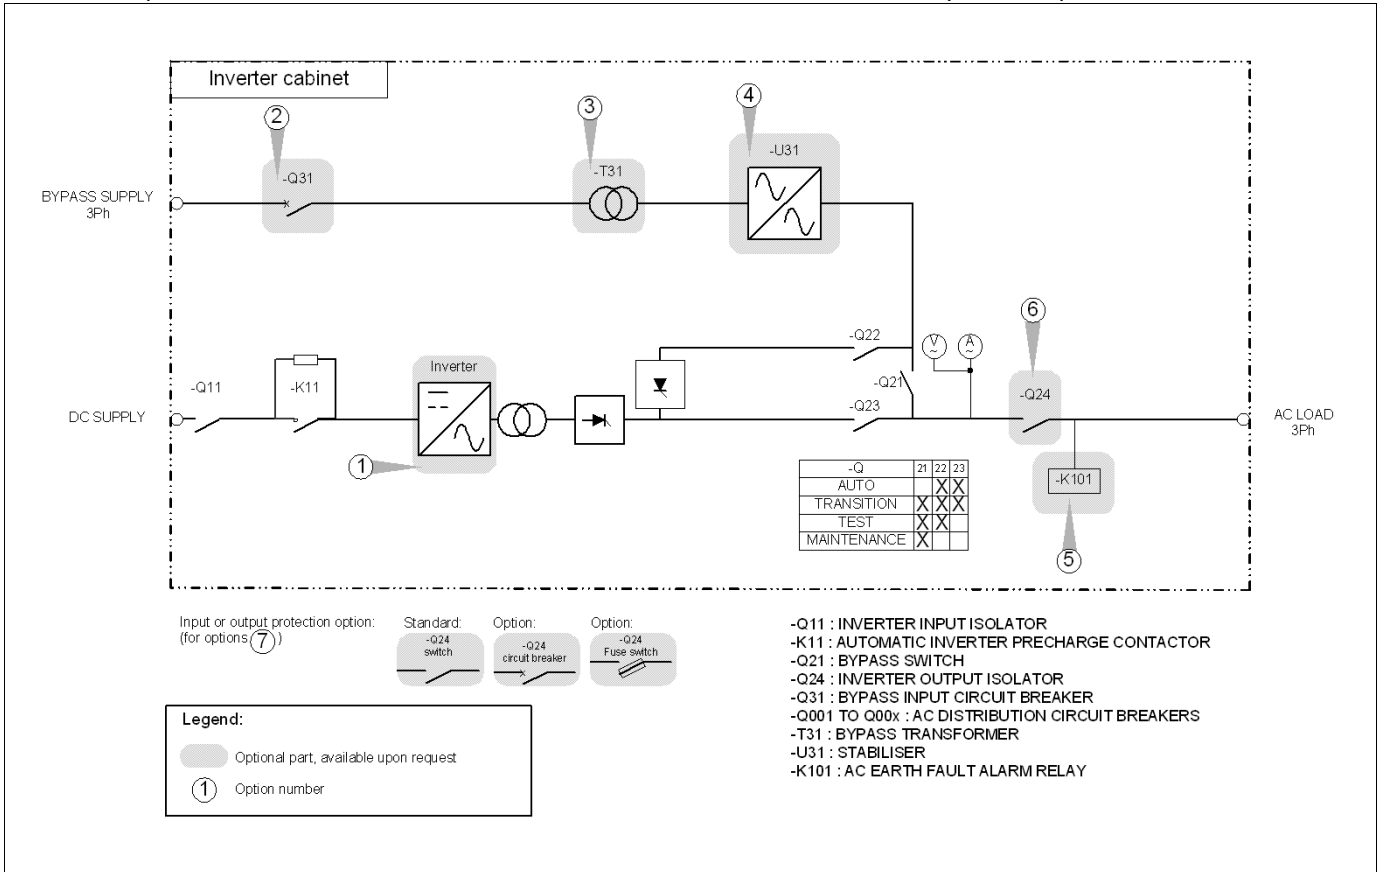 Inverter cabinet
2
3
4
-Q31
-T31
-U31
BYPASS SUPPLY
3Ph
6
-Q22
V
~
A
~
Inverter
-Q11
-K11
-Q21
-Q24
-Q23
DC SUPPLY
AC LOAD
3Ph
1
-Q 21 22 23
AUTO X X
TRANSITION X X X
TEST X X
MAINTENANCE X
-K101
5
Input or output protection option:
(for options 7 )
Standard:
-Q24
switch
Option:
-Q24
circuit breaker
Option:
-Q24
Fuse switch
-Q11 : INVERTER INPUT ISOLATOR
-K11 : AUTOMATIC INVERTER PRECHARGE CONTACTOR
-Q21 : BYPASS SWITCH
-Q24 : INVERTER OUTPUT ISOLATOR
-Q31 : BYPASS INPUT CIRCUIT BREAKER
-Q001 TO Q00x : AC DISTRIBUTION CIRCUIT BREAKERS
-T31 : BYPASS TRANSFORMER
-U31 : STABILISER
-K101 : AC EARTH FAULT ALARM RELAY
Legend:
Optional part, available upon request
1 Option number